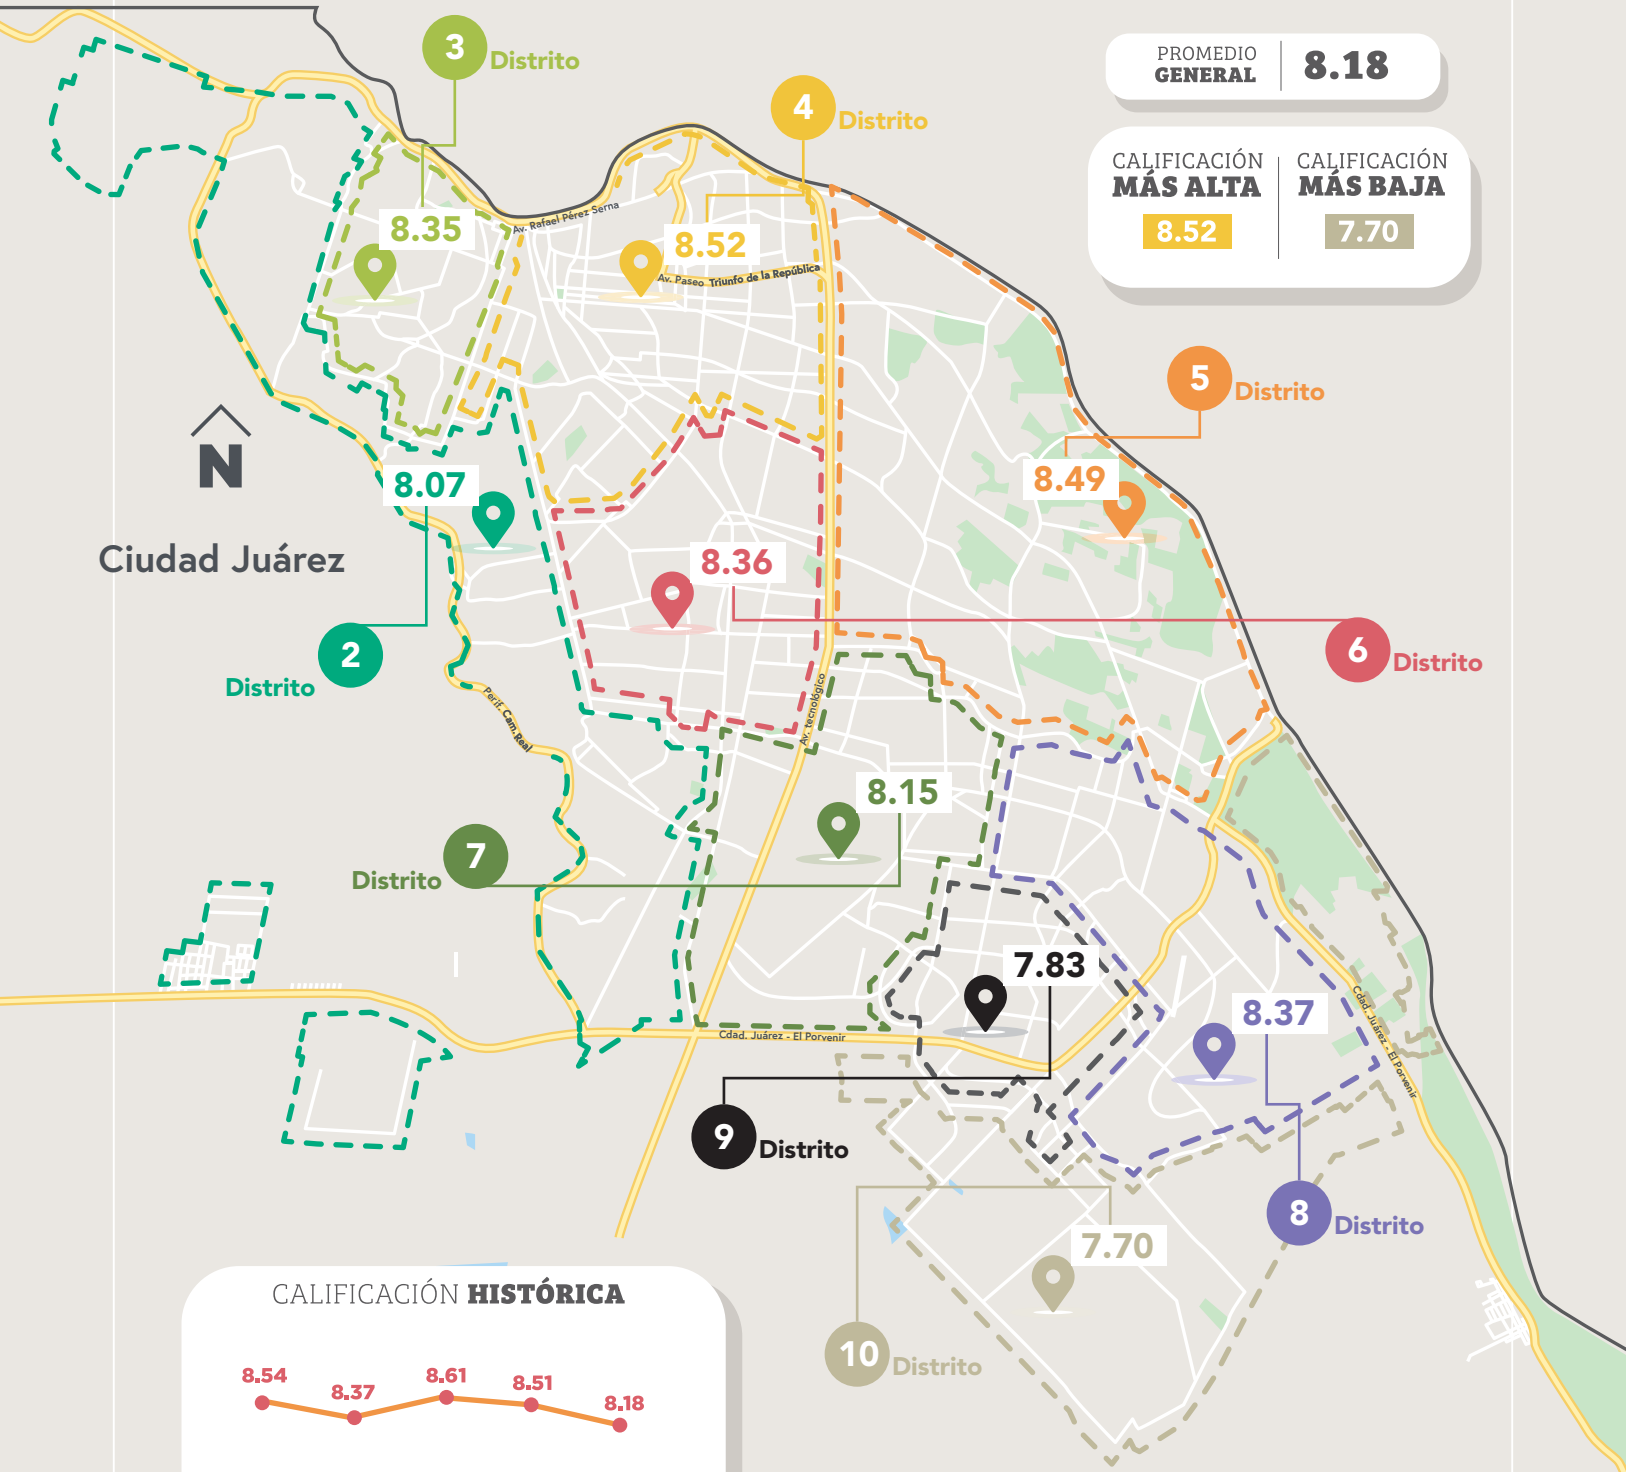 3
Distrito
PROMEDIO
GENERAL
8.18
4
Distrito
CALIFICACIÓN
MÁS ALTA
8.52
CALIFICACIÓN
MÁS BAJA
7.70
8.35
Av. Rafael Pérez Serna
8.52
Av. Paseo Triunfo de la República
5
Distrito
8.49
N
8.07
Ciudad Juárez
8.36
2
Distrito
6
Distrito
Perif. Cam. Real
Av. tecnológico
8.15
7
Distrito
7.83
8.37
Cdad. Juárez - El Porvenir
Cdad. Juárez - El Porvenir
9
Distrito
8
Distrito
7.70
10
Distrito
CALIFICACIÓN HISTÓRICA
8.54
8.37
8.61
8.51
8.18